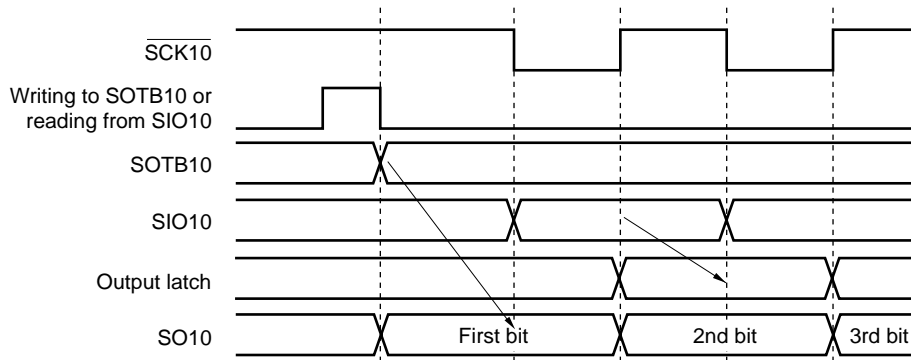 SCK10
Writing to SOTB10 or
reading from SIO10
SOTB10
SIO10
Output latch
SO10
First bit
2nd bit
3rd bit